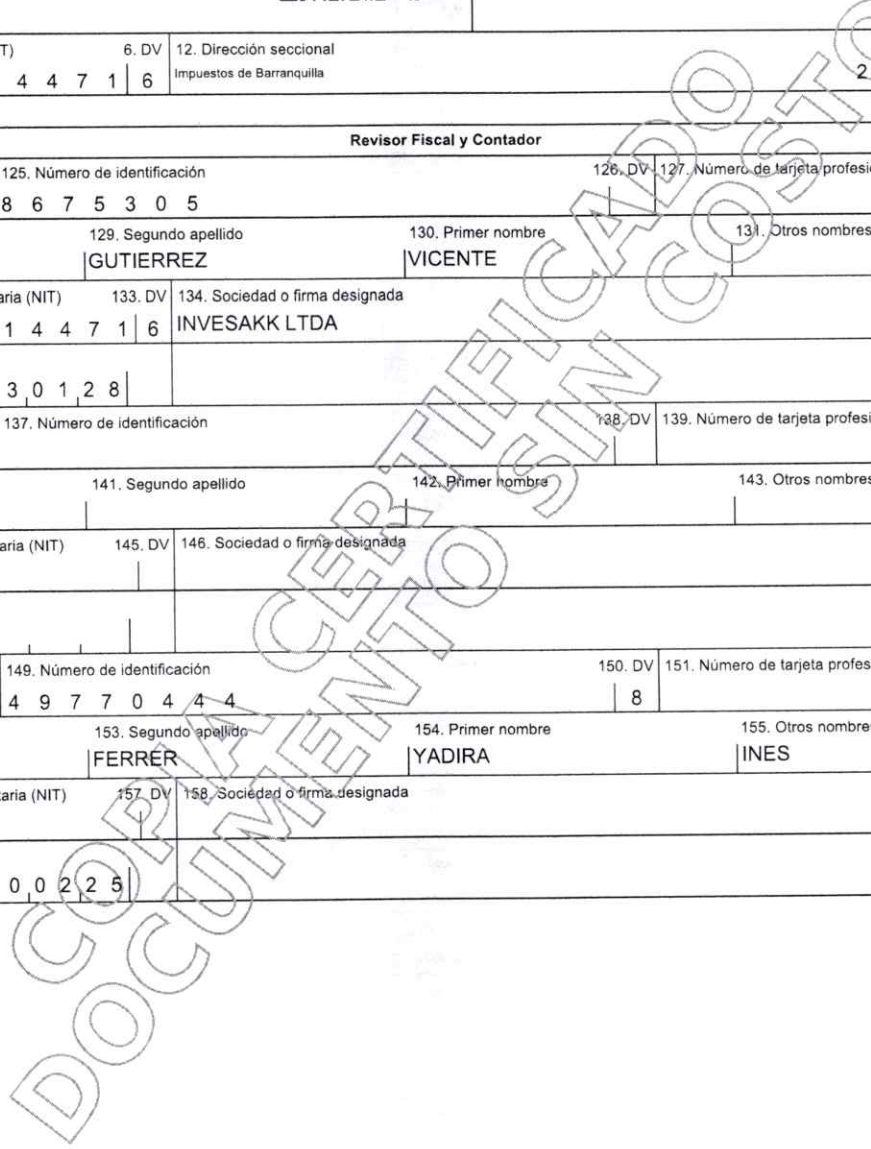 T) 6. DV 12. Dirección seccional
4 4 7 1 6 Impuestos de Barranquilla 2
Revisor Fiscal y Contador
125. Número de identificación 126. DV 127. Número de tarjeta profesi
8 6 7 5 3 0 5
129. Segundo apellido 130. Primer nombre 131. Otros nombres
GUTIERREZ VICENTE
aria (NIT) 133. DV 134. Sociedad o firma designada
1 4 4 7 1 6 INVESAKK LTDA
3 0 1 2 8
137. Número de identificación 138. DV 139. Número de tarjeta profesi
141. Segundo apellido 142. Primer nombre 143. Otros nombres
aria (NIT) 145. DV 146. Sociedad o firma designada
149. Número de identificación 150. DV 151. Número de tarjeta profes
4 9 7 7 0 4 4 4 8
153. Segundo apellido 154. Primer nombre 155. Otros nombre
FERRER YADIRA INES
taria (NIT) 157. DV 158. Sociedad o firma designada
0 0 2 2 5
COPIA CERTIFICADO
DOCUMENTO SIN COSTO